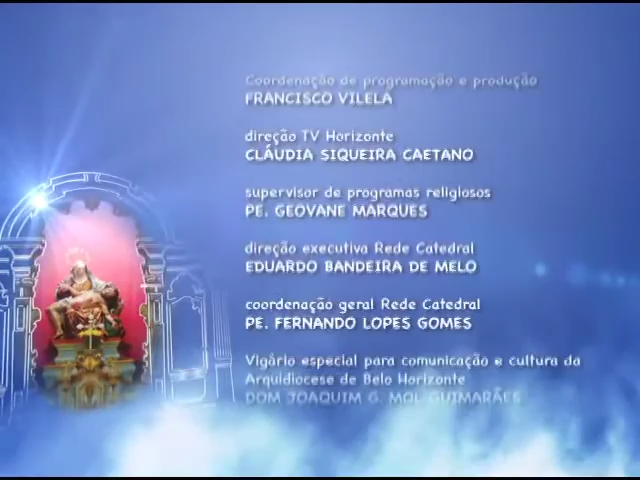 Coordenação de programação e produção
FRANCISCO VILELA
direção TV Horizonte
CLÁUDIA SIQUEIRA CAETANO
supervisor de programas religiosos
PE. GEOVANE MARQUES
direção executiva Rede Catedral
EDUARDO BANDEIRA DE MELO
coordenação geral Rede Catedral
PE. FERNANDO LOPES GOMES
Vigário especial para comunicação e cultura da
Arquidiocese de Belo Horizonte
DOM JOAQUIM G. MOL GUIMARÃES